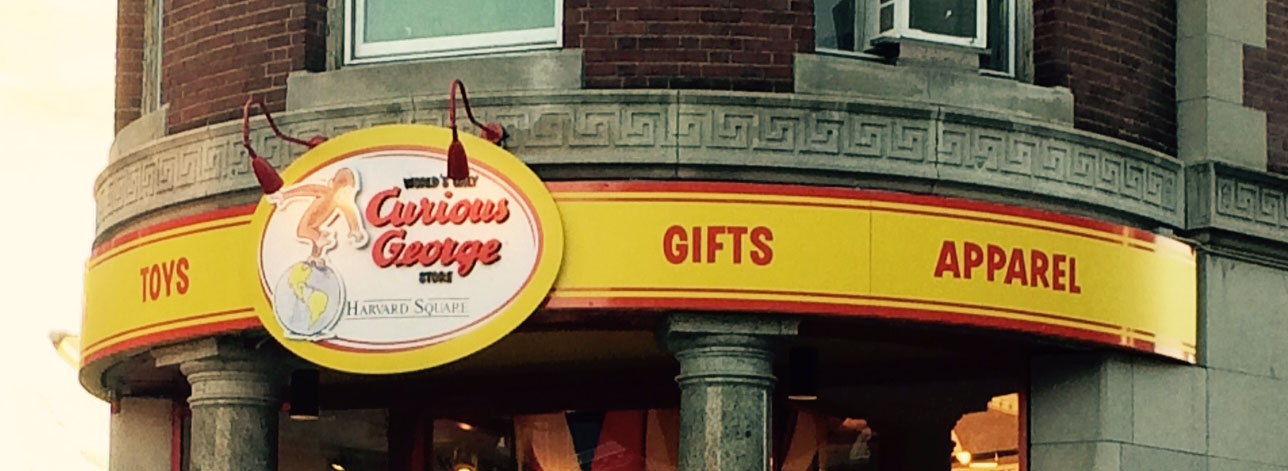 TOYS
WORLD'S ONLY
Curious
George
STORE
HARVARD SQUARE
GIFTS
APPAREL